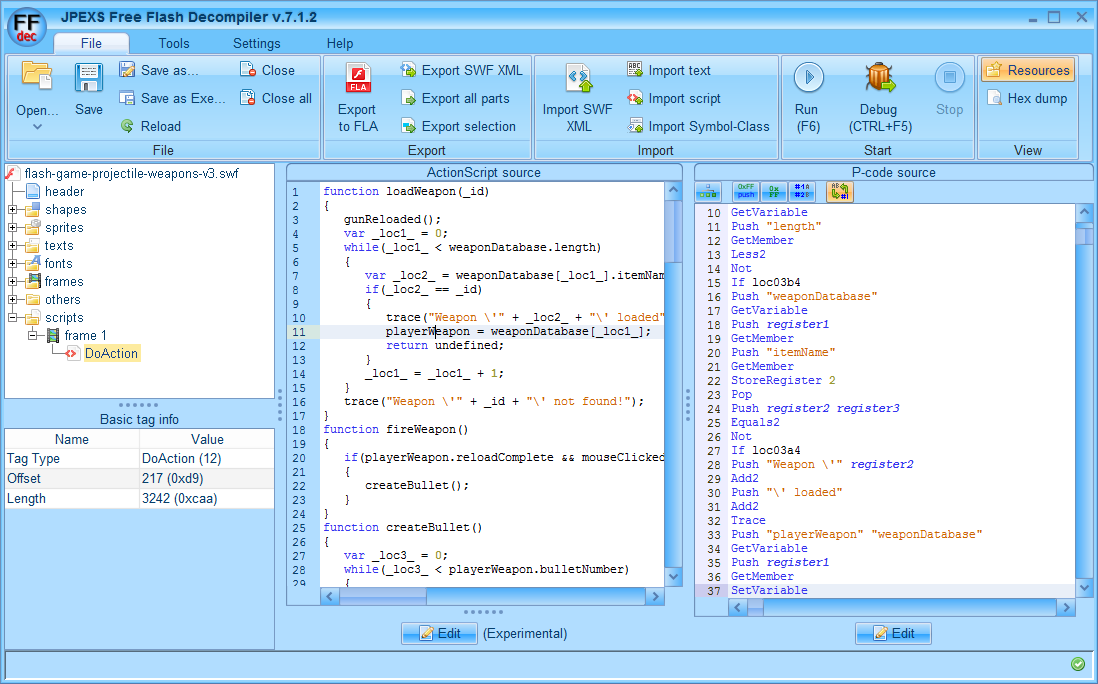 FF
dec
JPEXS Free Flash Decompiler v.7.1.2
File Tools Settings Help
Open...
Save
Save as...
Save as Exe...
Reload
Close
Close all
File
FLA
Export
to FLA
Export SWF XML
Export all parts
Export selection
Export
Import SWF
XML
Import text
Import script
Import Symbol-Class
Import
Run
(F6)
Debug
(CTRL+F5)
Stop
Start
Resources
Hex dump
View
flash-game-projectile-weapons-v3.swf
header
shapes
sprites
texts
fonts
frames
others
scripts
frame 1
DoAction
Basic tag info
Name Value
Tag Type DoAction (12)
Offset 217 (0xd9)
Length 3242 (0xcaa)
ActionScript source
1 function loadWeapon(_id)
2 {
3 gunReloaded();
4 var _loc1_ = 0;
5 while(_loc1_ < weaponDatabase.length)
6 {
7 var _loc2_ = weaponDatabase[_loc1_].itemNam
8 if(_loc2_ == _id)
9 {
10 trace("Weapon \'" + _loc2_ + "\' loaded"
11 playerWeapon = weaponDatabase[_loc1_];
12 return undefined;
13 }
14 _loc1_ = _loc1_ + 1;
15 }
16 trace("Weapon \'" + _id + "\' not found!");
17 }
18 function fireWeapon()
19 {
20 if(playerWeapon.reloadComplete && mouseClicked
21 {
22 createBullet();
23 }
24 }
25 function createBullet()
26 {
27 var _loc3_ = 0;
28 while(_loc3_ < playerWeapon.bulletNumber)
29 {
Edit (Experimental)
P-code source
10 GetVariable
11 Push "length"
12 GetMember
13 Less2
14 Not
15 If loc03b4
16 Push "weaponDatabase"
17 GetVariable
18 Push register1
19 GetMember
20 Push "itemName"
21 GetMember
22 StoreRegister 2
23 Pop
24 Push register2 register3
25 Equals2
26 Not
27 If loc03a4
28 Push "Weapon \'" register2
29 Add2
30 Push "\' loaded"
31 Add2
32 Trace
33 Push "playerWeapon" "weaponDatabase"
34 GetVariable
35 Push register1
36 GetMember
37 SetVariable
Edit